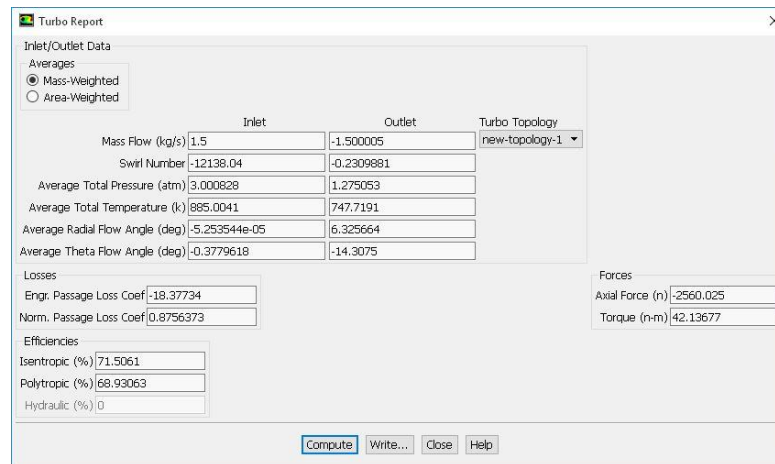 Turbo Report
Inlet/Outlet Data
Averages
Mass-Weighted
Area-Weighted
Inlet Outlet Turbo Topology
Mass Flow (kg/s) 1.5 -1.500005 new-topology-1
Swirl Number -12138.04 -0.2309881
Average Total Pressure (atm) 3.000828 1.275053
Average Total Temperature (k) 885.0041 747.7191
Average Radial Flow Angle (deg) -5.253544e-05 6.325664
Average Theta Flow Angle (deg) -0.3779618 -14.3075
Losses Forces
Engr. Passage Loss Coef -18.37734 Axial Force (n) -2560.025
Norm. Passage Loss Coef 0.8756373 Torque (n-m) 42.13677
Efficiencies
Isentropic (%) 71.5061
Polytropic (%) 68.93063
Hydraulic (%) 0
Compute Write... Close Help